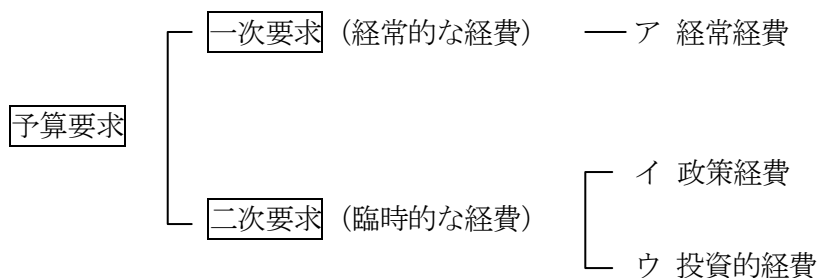 一次要求（経常的な経費） ア 経常経費
予算要求
イ 政策経費
二次要求（臨時的な経費）
ウ 投資的経費